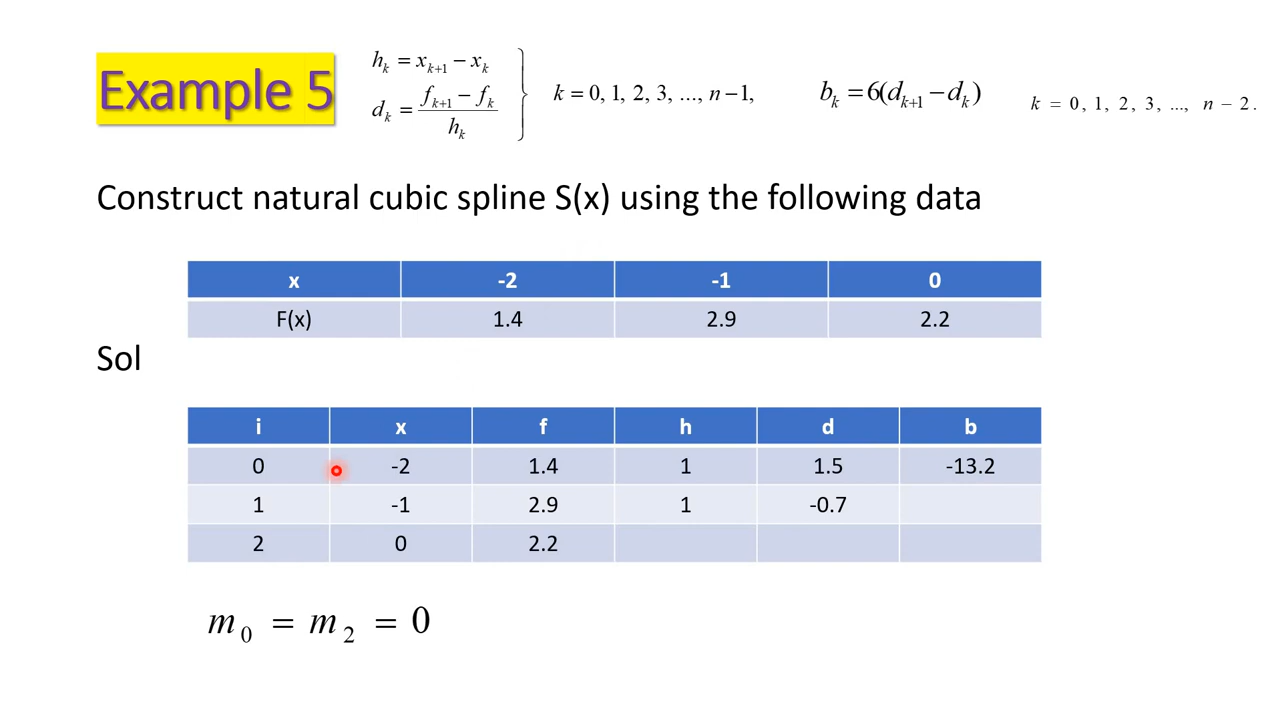 Example 5
h_k = x_{k+1} − x_k
d_k = \frac{f_{k+1} − f_k}{h_k}
k = 0, 1, 2, 3, ..., n − 1,
b_k = 6(d_{k+1} − d_k)
k = 0, 1, 2, 3, ..., n − 2.
Construct natural cubic spline S(x) using the following data
x -2 -1 0
F(x) 1.4 2.9 2.2
Sol
i x f h d b
0 -2 1.4 1 1.5 -13.2
1 -1 2.9 1 -0.7
2 0 2.2
m_0 = m_2 = 0